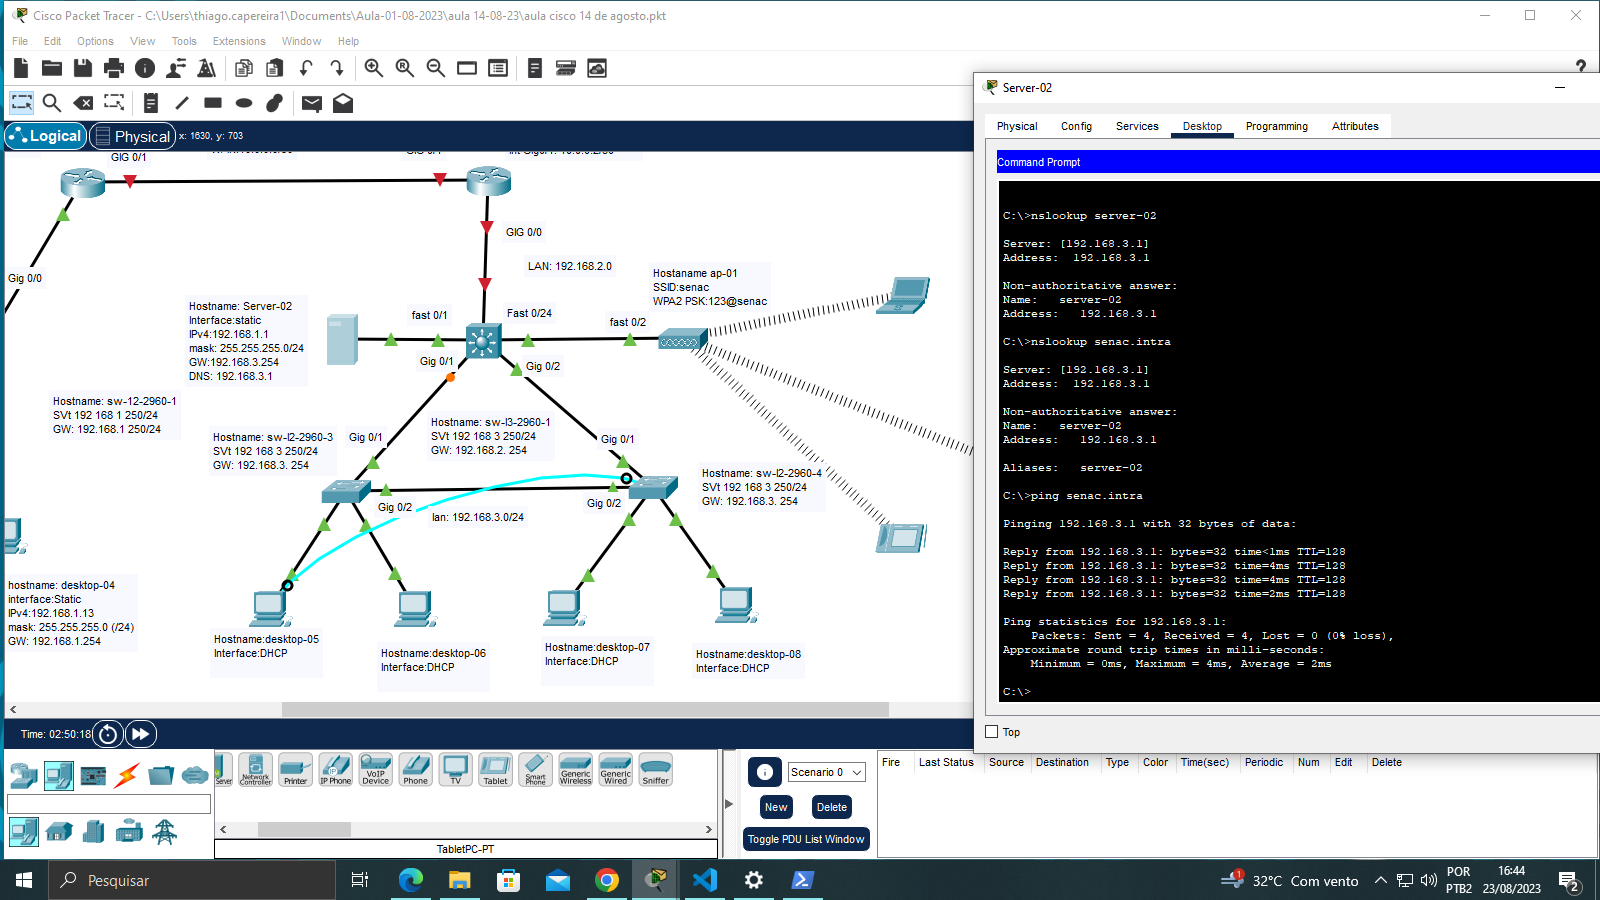 Cisco Packet Tracer - C:\Users\thiago.capereira1\Documents\Aula-01-08-2023\aula 14-08-23\aula cisco 14 de agosto.pkt
File Edit Options View Tools Extensions Window Help
Logical Physical x: 1630, y: 703
GIG 0/1
Gig 0/0
GIG 0/0
LAN: 192.168.2.0
Hostname: Server-02
Interface:static
IPv4:192.168.1.1
mask: 255.255.255.0/24
GW:192.168.3.254
DNS: 192.168.3.1
fast 0/1
Fast 0/24
fast 0/2
Hostaname ap-01
SSID:senac
WPA2 PSK:123@senac
Gig 0/1
Gig 0/2
Hostname: sw-12-2960-1
SVt 192 168 1 250/24
GW: 192.168.1 250/24
Hostname: sw-l2-2960-3
SVt 192 168 3 250/24
GW: 192.168.3. 254
Gig 0/1
Hostname: sw-l3-2960-1
SVt 192 168 3 250/24
GW: 192.168.2. 254
Gig 0/1
Hostname: sw-l2-2960-4
SVt 192 168 3 250/24
GW: 192.168.3. 254
Gig 0/2
lan: 192.168.3.0/24
Gig 0/2
hostname: desktop-04
interface:Static
IPv4:192.168.1.13
mask: 255.255.255.0 (/24)
GW: 192.168.1.254
Hostname:desktop-05
Interface:DHCP
Hostname:desktop-06
Interface:DHCP
Hostname:desktop-07
Interface:DHCP
Hostname:desktop-08
Interface:DHCP
Server-02
Physical Config Services Desktop Programming Attributes
Command Prompt
C:\>nslookup server-02
Server: [192.168.3.1]
Address: 192.168.3.1
Non-authoritative answer:
Name: server-02
Address: 192.168.3.1
C:\>nslookup senac.intra
Server: [192.168.3.1]
Address: 192.168.3.1
Non-authoritative answer:
Name: server-02
Address: 192.168.3.1
Aliases: server-02
C:\>ping senac.intra
Pinging 192.168.3.1 with 32 bytes of data:
Reply from 192.168.3.1: bytes=32 time<1ms TTL=128
Reply from 192.168.3.1: bytes=32 time=4ms TTL=128
Reply from 192.168.3.1: bytes=32 time=4ms TTL=128
Reply from 192.168.3.1: bytes=32 time=2ms TTL=128
Ping statistics for 192.168.3.1:
Packets: Sent = 4, Received = 4, Lost = 0 (0% loss),
Approximate round trip times in milli-seconds:
Minimum = 0ms, Maximum = 4ms, Average = 2ms
C:\>
Top
Time: 02:50:18
Server
Network Controller
Printer
IP Phone
VoIP Device
Phone
TV
Tablet
Smart Phone
Generic Wireless
Generic Wired
Sniffer
TabletPC-PT
Scenario 0
New Delete
Toggle PDU List Window
Fire Last Status Source Destination Type Color Time(sec) Periodic Num Edit Delete
Pesquisar
1
32°C Com vento
POR
PTB2
16:44
23/08/2023
2